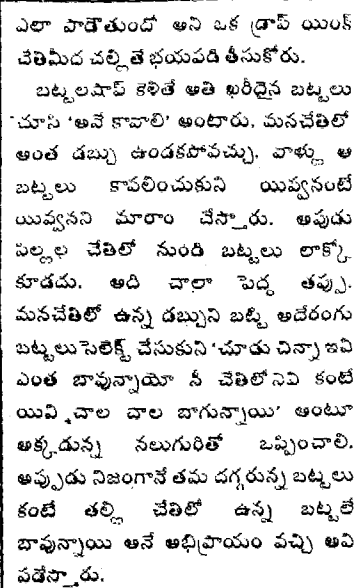 ఎలా పాడౌతుందో అని ఒక డ్రాప్ యింక్
చేతిమీద చల్లితే భయపడి తీసుకోరు.
బట్టలషాప్ కెళితే అతి ఖరీదైన బట్టలు
చూసి ‘అవే కావాలి’ అంటారు. మనచేతిలో
అంత డబ్బు ఉండకపోవచ్చు. వాళ్లు ఆ
బట్టలు కావలించుకుని యివ్వనంటే
యివ్వనని మారాం చేస్తారు. అపుడు
పిల్లల చేతిలో నుండి బట్టలు లాక్కో
కూడదు. అది చాలా పెద్ద తప్పు.
మనచేతిలో ఉన్న డబ్బుని బట్టి అదేరంగు
బట్టలు సెలెక్ట్ చేసుకుని ‘చూడు చిన్నా ఇవి
ఎంత బావున్నాయో నీ చేతిలోనివి కంటే
యివి చాల చాల బాగున్నాయి’ అంటూ
అక్కడున్న నలుగురితో ఒప్పించాలి.
అప్పుడు నిజంగానే తమ దగ్గరున్న బట్టలు
కంటే తల్లి చేతిలో ఉన్న బట్టలే
బావున్నాయి అనే అభిప్రాయం వచ్చి అవి
పడేస్తారు.